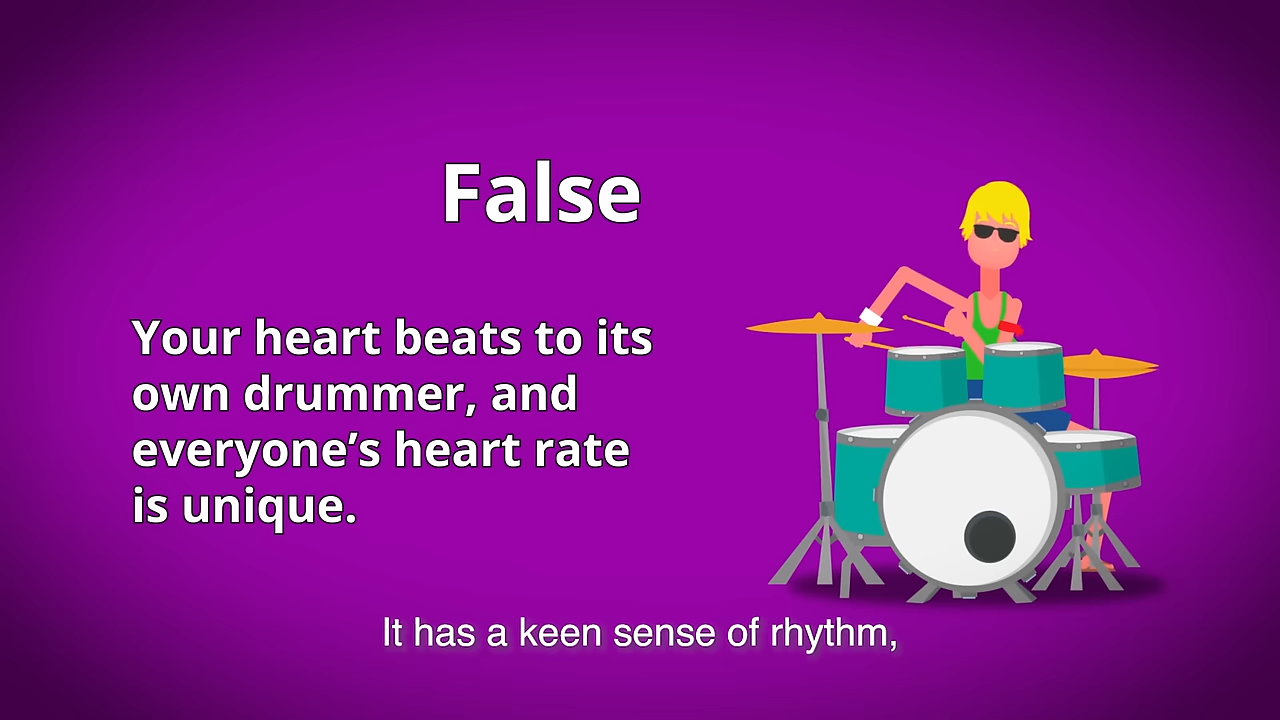 False
Your heart beats to its
own drummer, and
everyone’s heart rate
is unique.
It has a keen sense of rhythm,